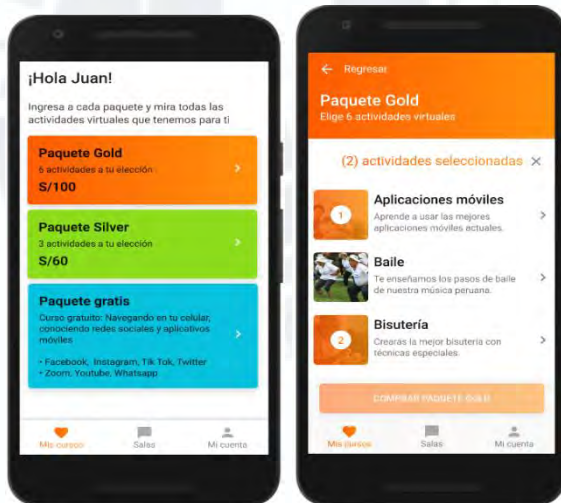 ¡Hola Juan!
Ingresa a cada paquete y mira todas las
actividades virtuales que tenemos para ti
Paquete Gold
6 actividades a tu elección
S/100
Paquete Silver
3 actividades a tu elección
S/60
Paquete gratis
Curso gratuito: Navegando en tu celular,
conociendo redes sociales y aplicativos
móviles
- Facebook, Instagram, Tik Tok, Twitter
- Zoom, Youtube, Whatsapp
Mis cursos
Salas
Mi cuenta
Regresar
Paquete Gold
Elige 6 actividades virtuales
(2) actividades seleccionadas
1
Aplicaciones móviles
Aprende a usar las mejores
aplicaciones móviles actuales.
Baile
Te enseñamos los pasos de baile
de nuestra música peruana.
2
Bisutería
Crearas la mejor bisutería con
técnicas especiales.
COMPRAR PAQUETE GOLD
Mis cursos
Salas
Mi cuenta